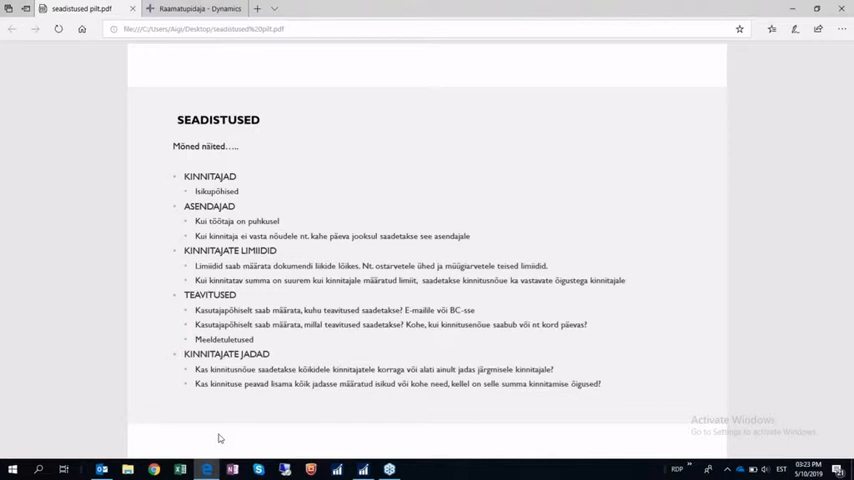 seadistused pilt.pdf
Raamatupidaja - Dynamics
file:///C:/Users/Aigi/Desktop/seadistused%20pilt.pdf
SEADISTUSED
Mõned näited…..
KINNITAJAD
Isikupõhised
ASENDAJAD
Kui töötaja on puhkusel
Kui kinnitaja ei vasta nõudele nt. kahe päeva jooksul saadetakse see asendajale
KINNITAJATE LIMIIDID
Limiidid saab määrata dokumendi liikide lõikes. Nt. ostarvetele ühed ja müügiarvetele teised limiidid.
Kui kinnitatav summa on suurem kui kinnitajale määratud limiit, saadetakse kinnitusnõue ka vastavate õigustega kinnitajale
TEAVITUSED
Kasutajapõhiselt saab määrata, kuhu teavitused saadetakse? E-mailile või BC-sse
Kasutajapõhiselt saab määrata, millal teavitused saadetakse? Kohe, kui kinnitusenõue saabub või nt kord päevas?
Meeldetuletused
KINNITAJATE JADAD
Kas kinnitusnõue saadetakse kõikidele kinnitajatele korraga või alati ainult jadas järgmisele kinnitajale?
Kas kinnituse peavad lisama kõik jadasse määratud isikud või kohe need, kellel on selle summa kinnitamise õigused?
Activate Windows
Go to Settings to Activate Windows.
RDP
EST
03:23 PM
5/10/2019